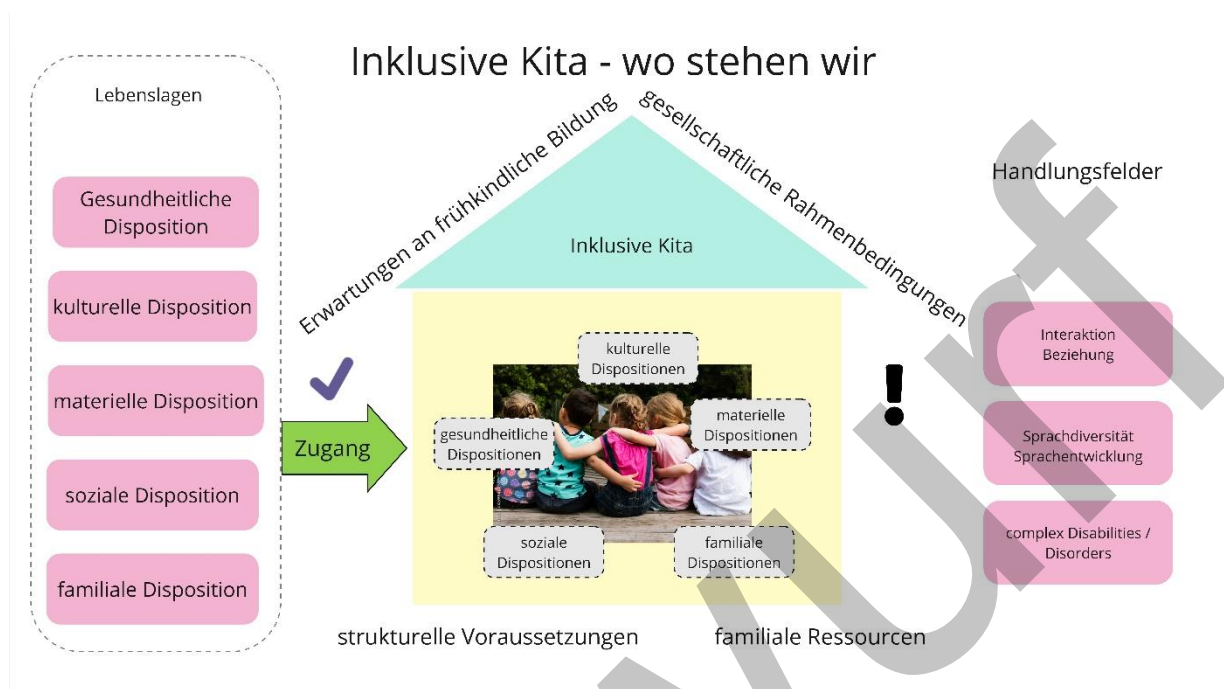 Inklusive Kita - wo stehen wir
Lebenslagen
Gesundheitliche
Disposition
kulturelle Disposition
materielle Disposition
soziale Disposition
familiale Disposition
Zugang
Erwartungen an frühkindliche Bildung
gesellschaftliche Rahmenbedingungen
Inklusive Kita
kulturelle
Dispositionen
gesundheitliche
Dispositionen
materielle
Dispositionen
soziale
Dispositionen
familiale
Dispositionen
strukturelle Voraussetzungen
familiale Ressourcen
!
Handlungsfelder
Interaktion
Beziehung
Sprachdiversität
Sprachentwicklung
complex Disabilities /
Disorders